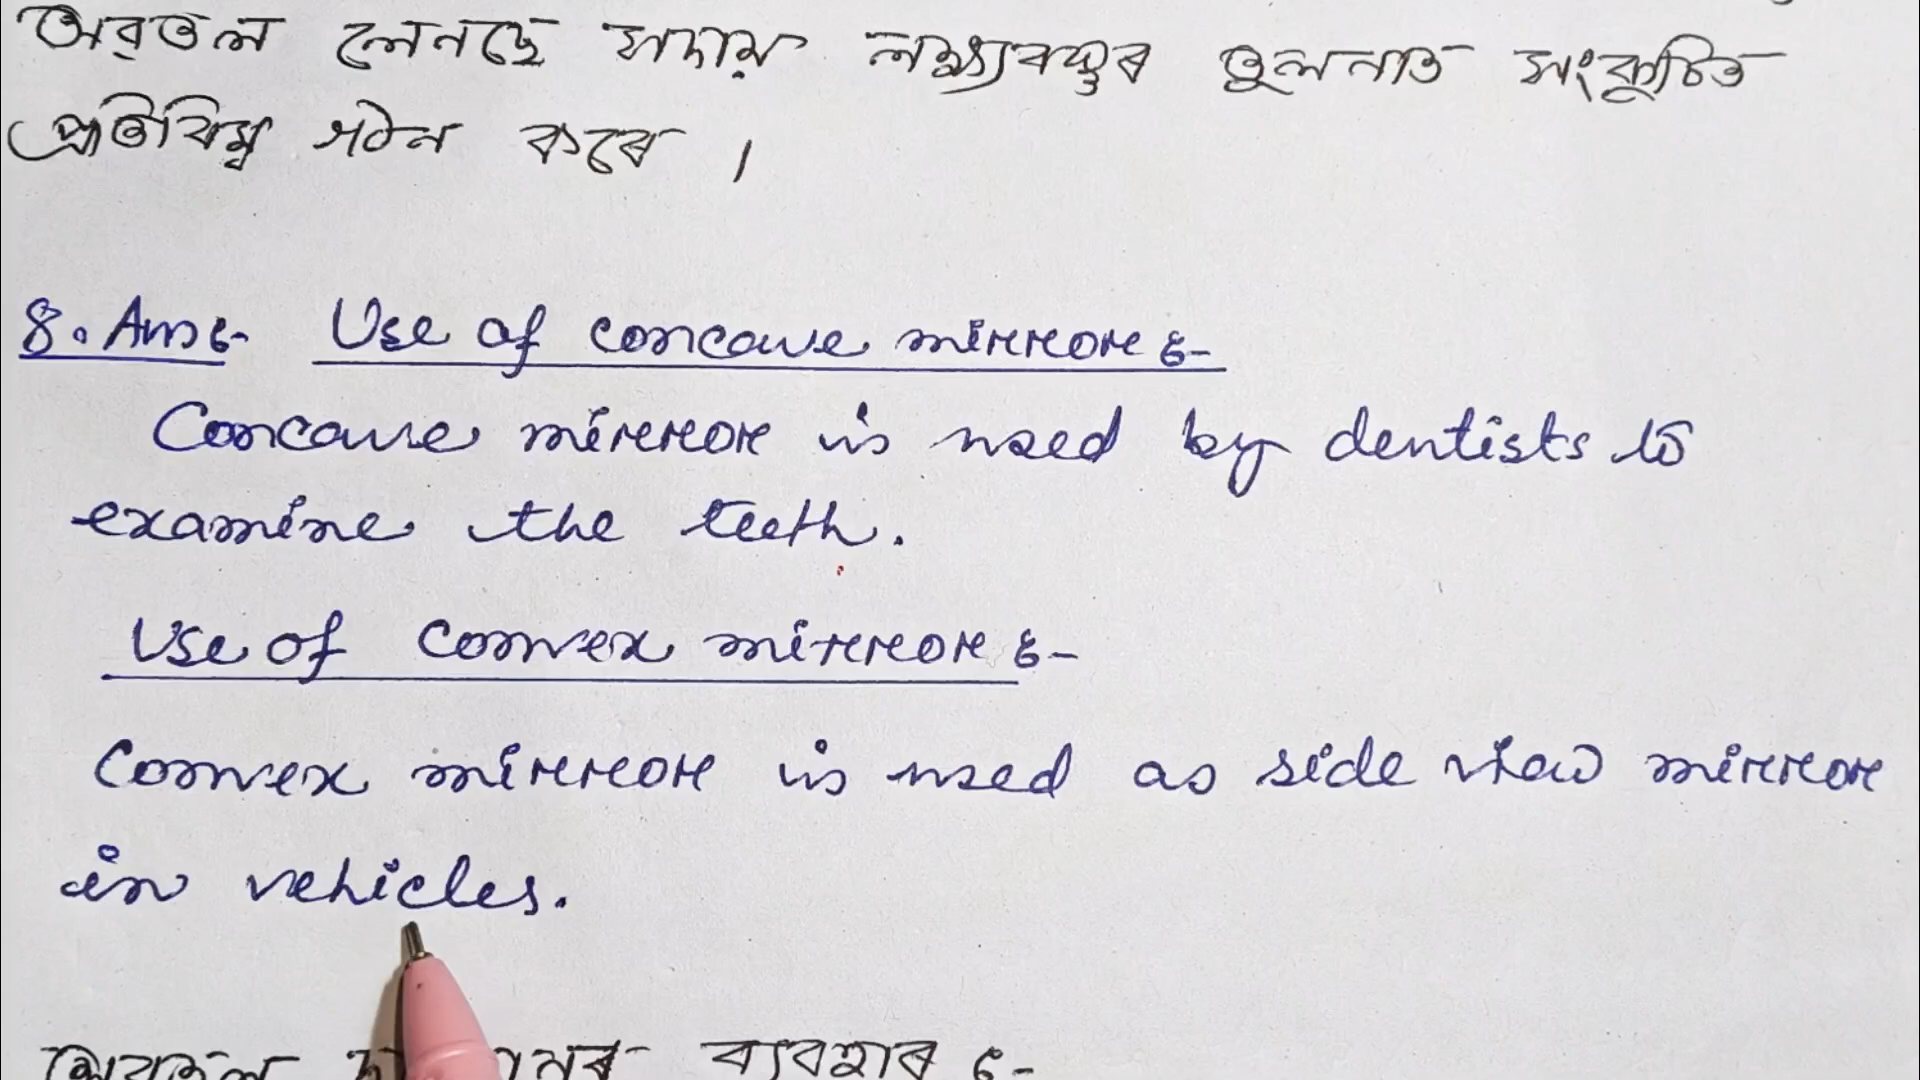 অৱতল লেনছে সদায় লক্ষ্যবস্তুৰ তুলনাত সংকুচিত
প্ৰতিবিম্ব গঠন কৰে ।
8. Ans:- Use of concave mirror :-
Concave mirror is used by dentists to
examine the teeth.
Use of convex mirror :-
Convex mirror is used as side view mirror
in vehicles.
ব্যৱহাৰ :-